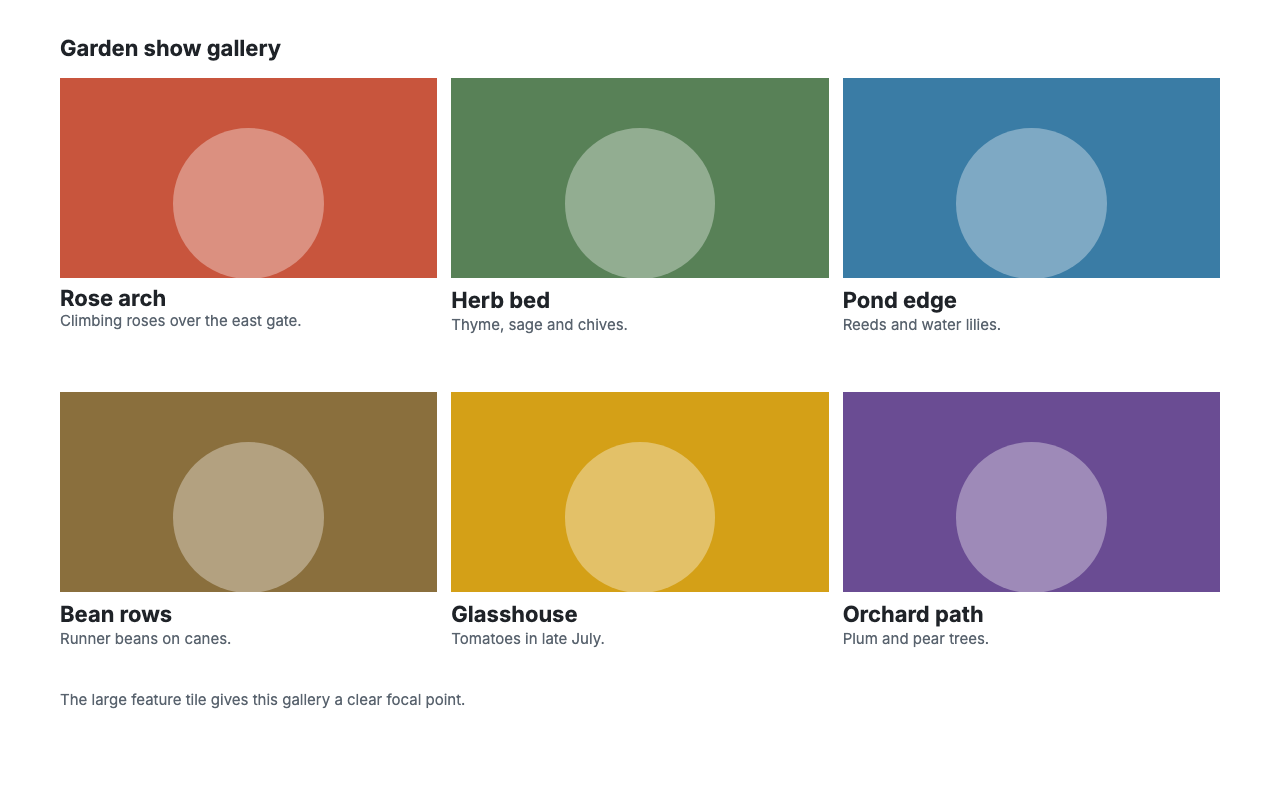 Garden show gallery
Rose arch
Climbing roses over the east gate.
Herb bed
Thyme, sage and chives.
Pond edge
Reeds and water lilies.
Bean rows
Runner beans on canes.
Glasshouse
Tomatoes in late July.
Orchard path
Plum and pear trees.
The large feature tile gives this gallery a clear focal point.